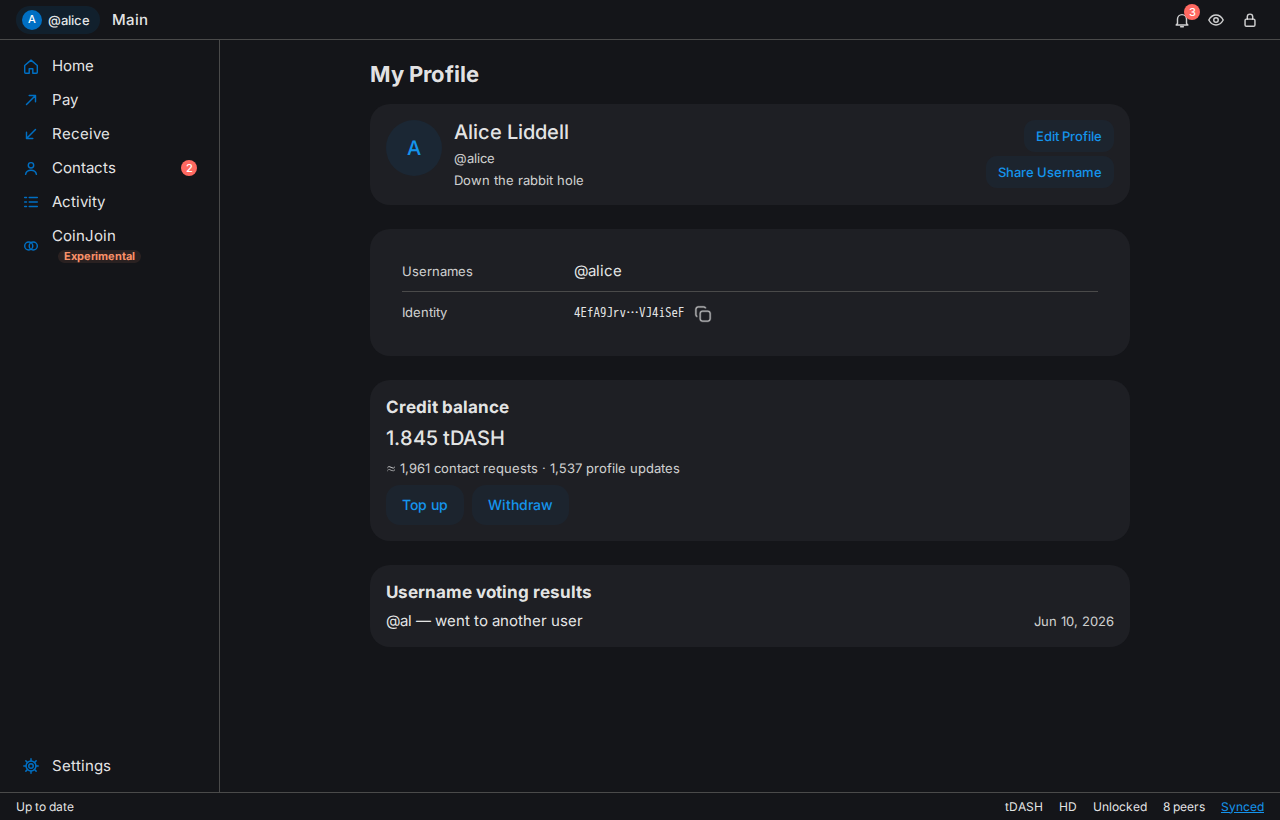 A @alice Main
3
Home
Pay
Receive
Contacts 2
Activity
CoinJoin
Experimental
Settings
My Profile
A
Alice Liddell
@alice
Down the rabbit hole
Edit Profile
Share Username
Usernames @alice
Identity 4EfA9Jrv⋯VJ4iSeF
Credit balance
1.845 tDASH
≈ 1,961 contact requests · 1,537 profile updates
Top up Withdraw
Username voting results
@al — went to another user Jun 10, 2026
Up to date tDASH HD Unlocked 8 peers Synced